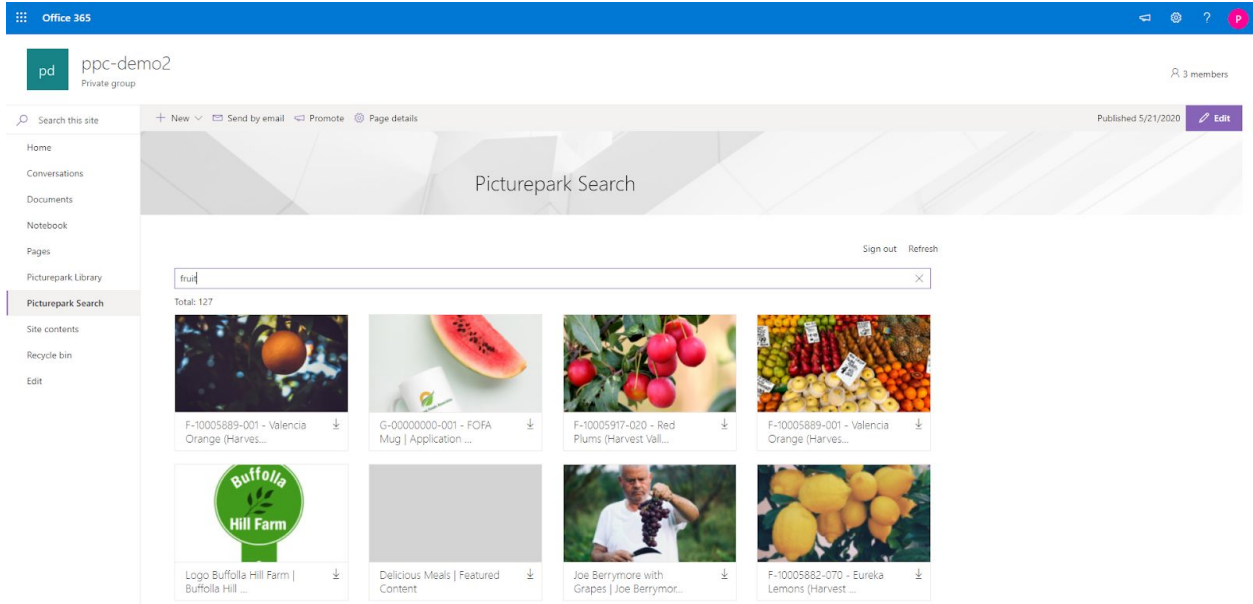 Office 365
?
P
pd
ppc-demo2
Private group
3 members
Search this site
New
Send by email
Promote
Page details
Published 5/21/2020
Edit
Home
Conversations
Documents
Notebook
Pages
Picturepark Library
Picturepark Search
Site contents
Recycle bin
Edit
Picturepark Search
Sign out
Refresh
fruit
Total: 127
F-10005889-001 - Valencia
Orange (Harves...
G-00000000-001 - FOFA
Mug | Application ...
F-10005917-020 - Red
Plums (Harvest Vall...
F-10005889-001 - Valencia
Orange (Harves...
Buffolla
Hill Farm
Logo Buffolla Hill Farm |
Buffolla Hill ...
Delicious Meals | Featured
Content
Joe Berrymore with
Grapes | Joe Berrymor...
F-10005882-070 - Eureka
Lemons (Harvest ...